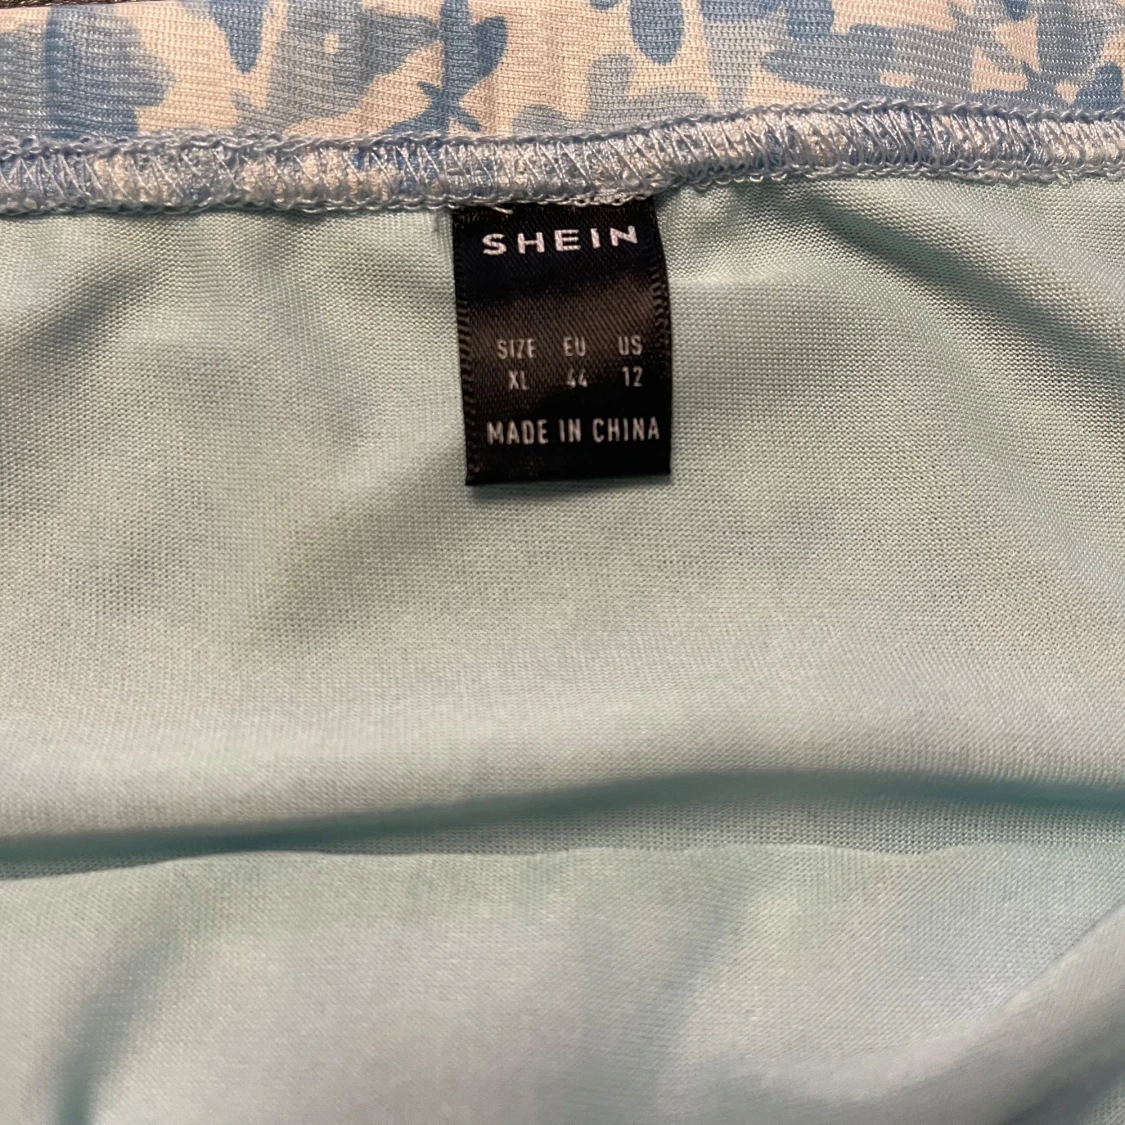 SHEIN
SIZE EU US
XL 44 12
MADE IN CHINA